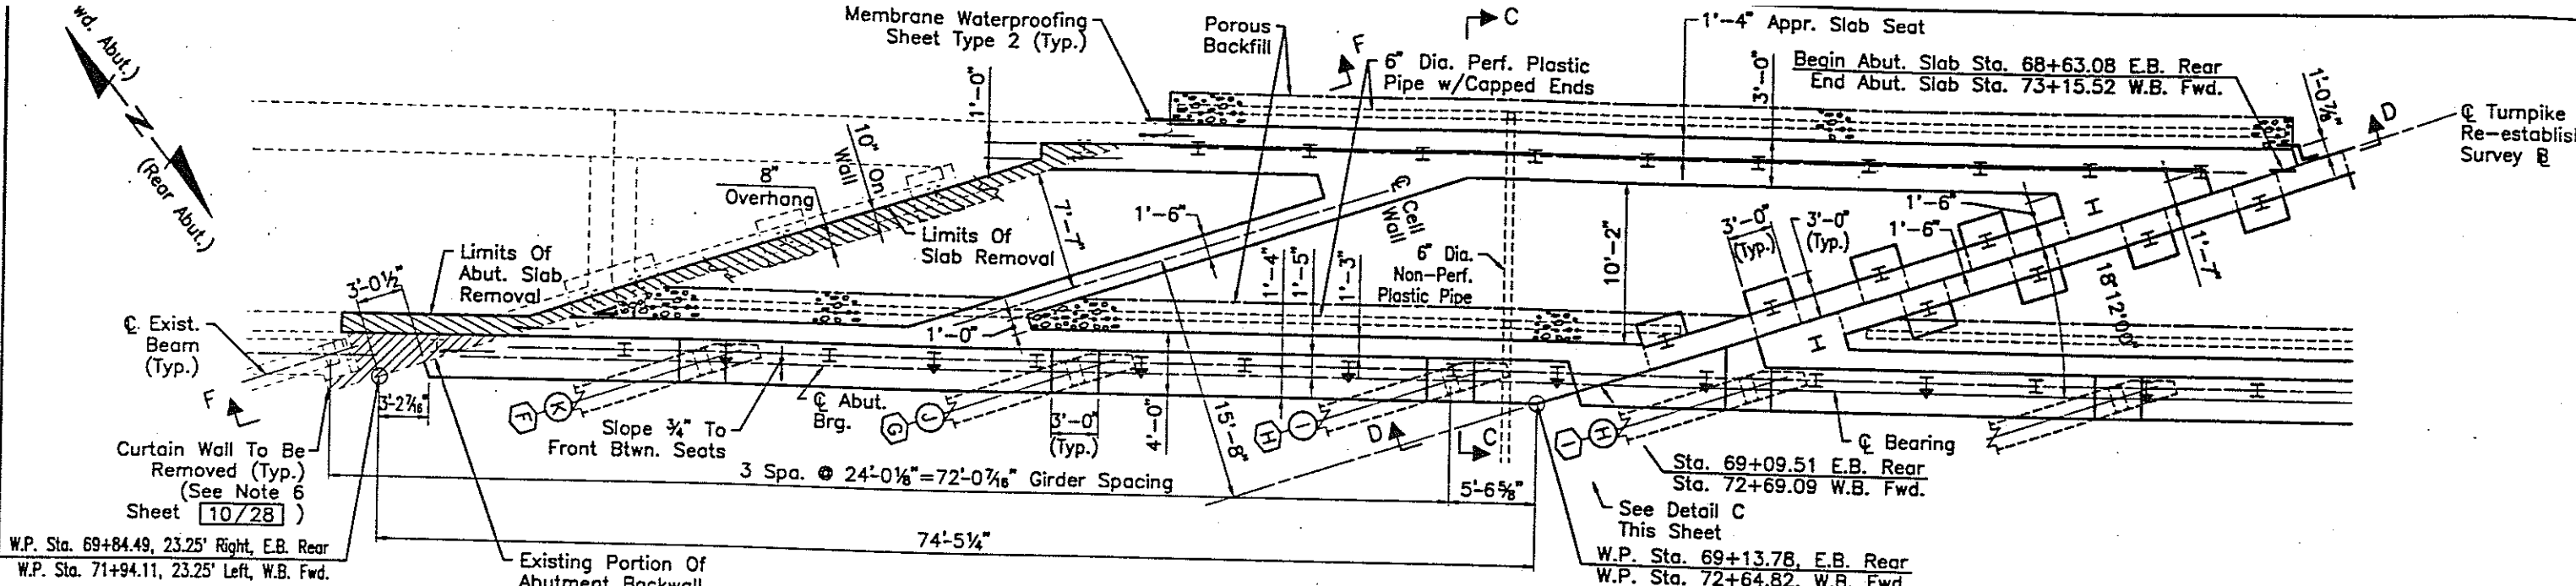 wd. Abut.)
N
(Rear Abut.)
Membrane Waterproofing
Sheet Type 2 (Typ.)
Porous
Backfill
C
F
6" Dia. Perf. Plastic
Pipe w/Capped Ends
1'-4" Appr. Slab Seat
Begin Abut. Slab Sta. 68+63.08 E.B. Rear
End Abut. Slab Sta. 73+15.52 W.B. Fwd.
1'-0⅞"
D
℄ Turnpike
Re-establis
Survey ℄
1'-0"
3'-0"
10" On
Wall
8"
Overhang
Limits Of
Slab Removal
7'-7"
1'-6"
℄ Cell
Wall
6" Dia.
Non-Perf.
Plastic Pipe
10'-2"
3'-0"
(Typ.)
3'-0"
(Typ.)
1'-6"
1'-6"
1'-7"
18°12'00"
Limits Of
Abut. Slab
Removal
3'-0½"
℄ Exist.
Beam
(Typ.)
F
3'-2⁷⁄₁₆"
1'-0"
1'-4"
1'-5"
1'-3"
F
K
G
J
H
I
I
H
℄ Abut.
Brg.
Slope ¾" To
Front Btwn. Seats
3'-0"
(Typ.)
4'-0"
15'-8"
D
C
℄ Bearing
Curtain Wall To Be
Removed (Typ.)
(See Note 6
Sheet 10/28 )
3 Spa. @ 24'-0⅛"=72'-0⁷⁄₁₆" Girder Spacing
5'-6⅝"
Sta. 69+09.51 E.B. Rear
Sta. 72+69.09 W.B. Fwd.
See Detail C
This Sheet
W.P. Sta. 69+84.49, 23.25' Right, E.B. Rear
W.P. Sta. 71+94.11, 23.25' Left, W.B. Fwd.
74'-5¼"
Existing Portion Of
Abutment Backwall
W.P. Sta. 69+13.78, E.B. Rear
W.P. Sta. 72+64.82, W.B. Fwd.